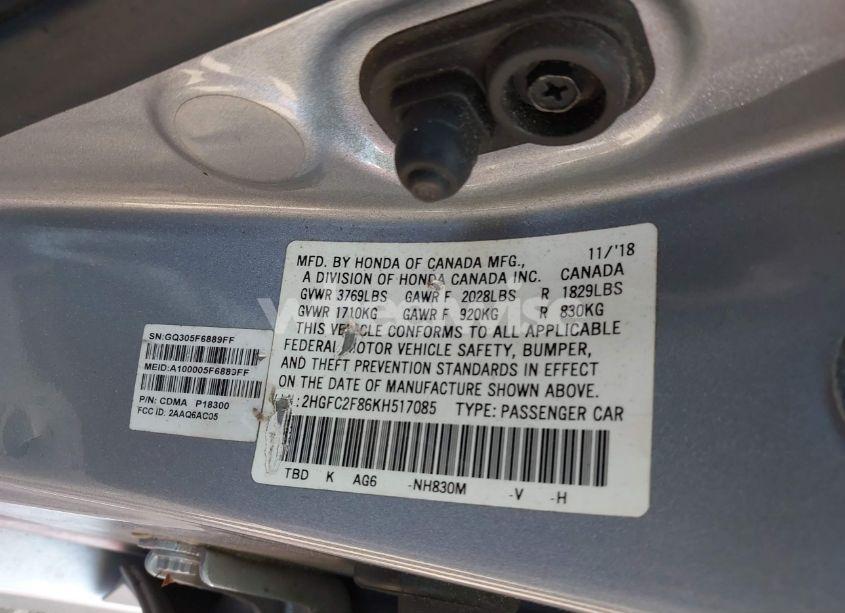 MFD. BY HONDA OF CANADA MFG., 11/'18
A DIVISION OF HONDA CANADA INC. CANADA
GVWR 3769LBS GAWR F 2028LBS R 1829LBS
GVWR 1710KG GAWR F 920KG R 830KG
THIS VEHICLE CONFORMS TO ALL APPLICABLE
FEDERAL MOTOR VEHICLE SAFETY, BUMPER,
AND THEFT PREVENTION STANDARDS IN EFFECT
ON THE DATE OF MANUFACTURE SHOWN ABOVE.
:2HGFC2F86KH517085 TYPE: PASSENGER CAR
TBD K AG6 -NH830M -V -H
SN:GQ305F6889FF
MEID:A100005F6889FF
P/N: CDMA P18300
FCC ID: 2AAQ6AC05